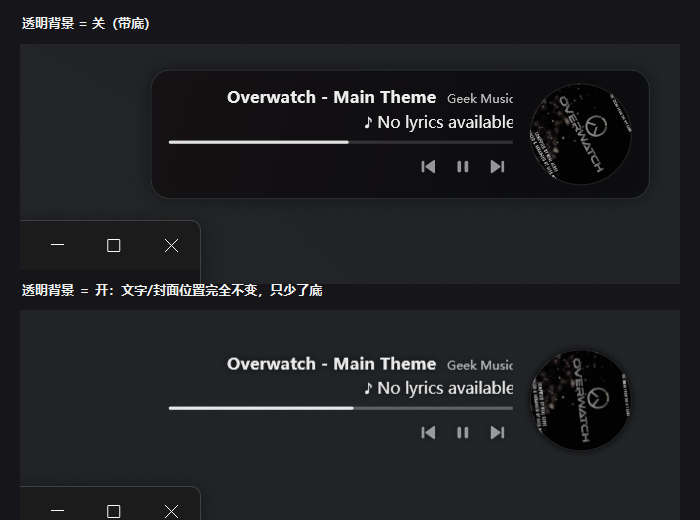 透明背景 = 关（带底）
Overwatch - Main Theme Geek Music
♪ No lyrics available
OVERWATCH
透明背景 = 开：文字/封面位置完全不变，只少了底
Overwatch - Main Theme Geek Music
♪ No lyrics available
OVERWATCH